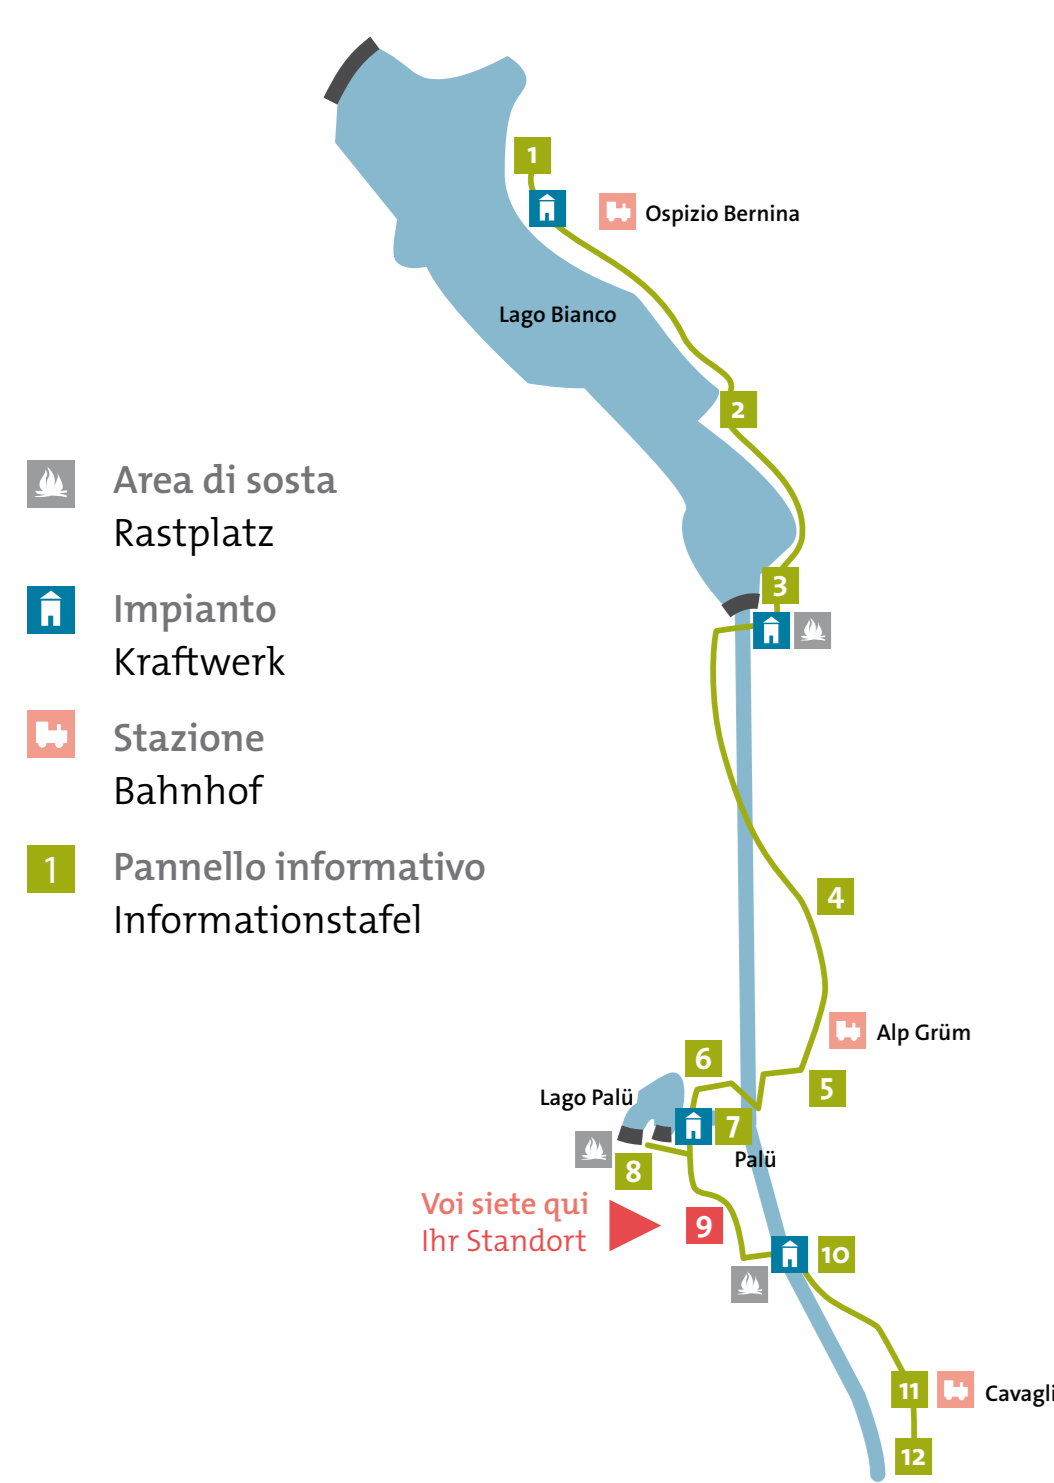 1
Ospizio Bernina
Lago Bianco
2
Area di sosta
Rastplatz
3
Impianto
Kraftwerk
Stazione
Bahnhof
1 Pannello informativo
Informationstafel
4
Alp Grüm
6
5
Lago Palü
7
Palü
8
Voi siete qui
Ihr Standort
9
10
11
Cavagli
12